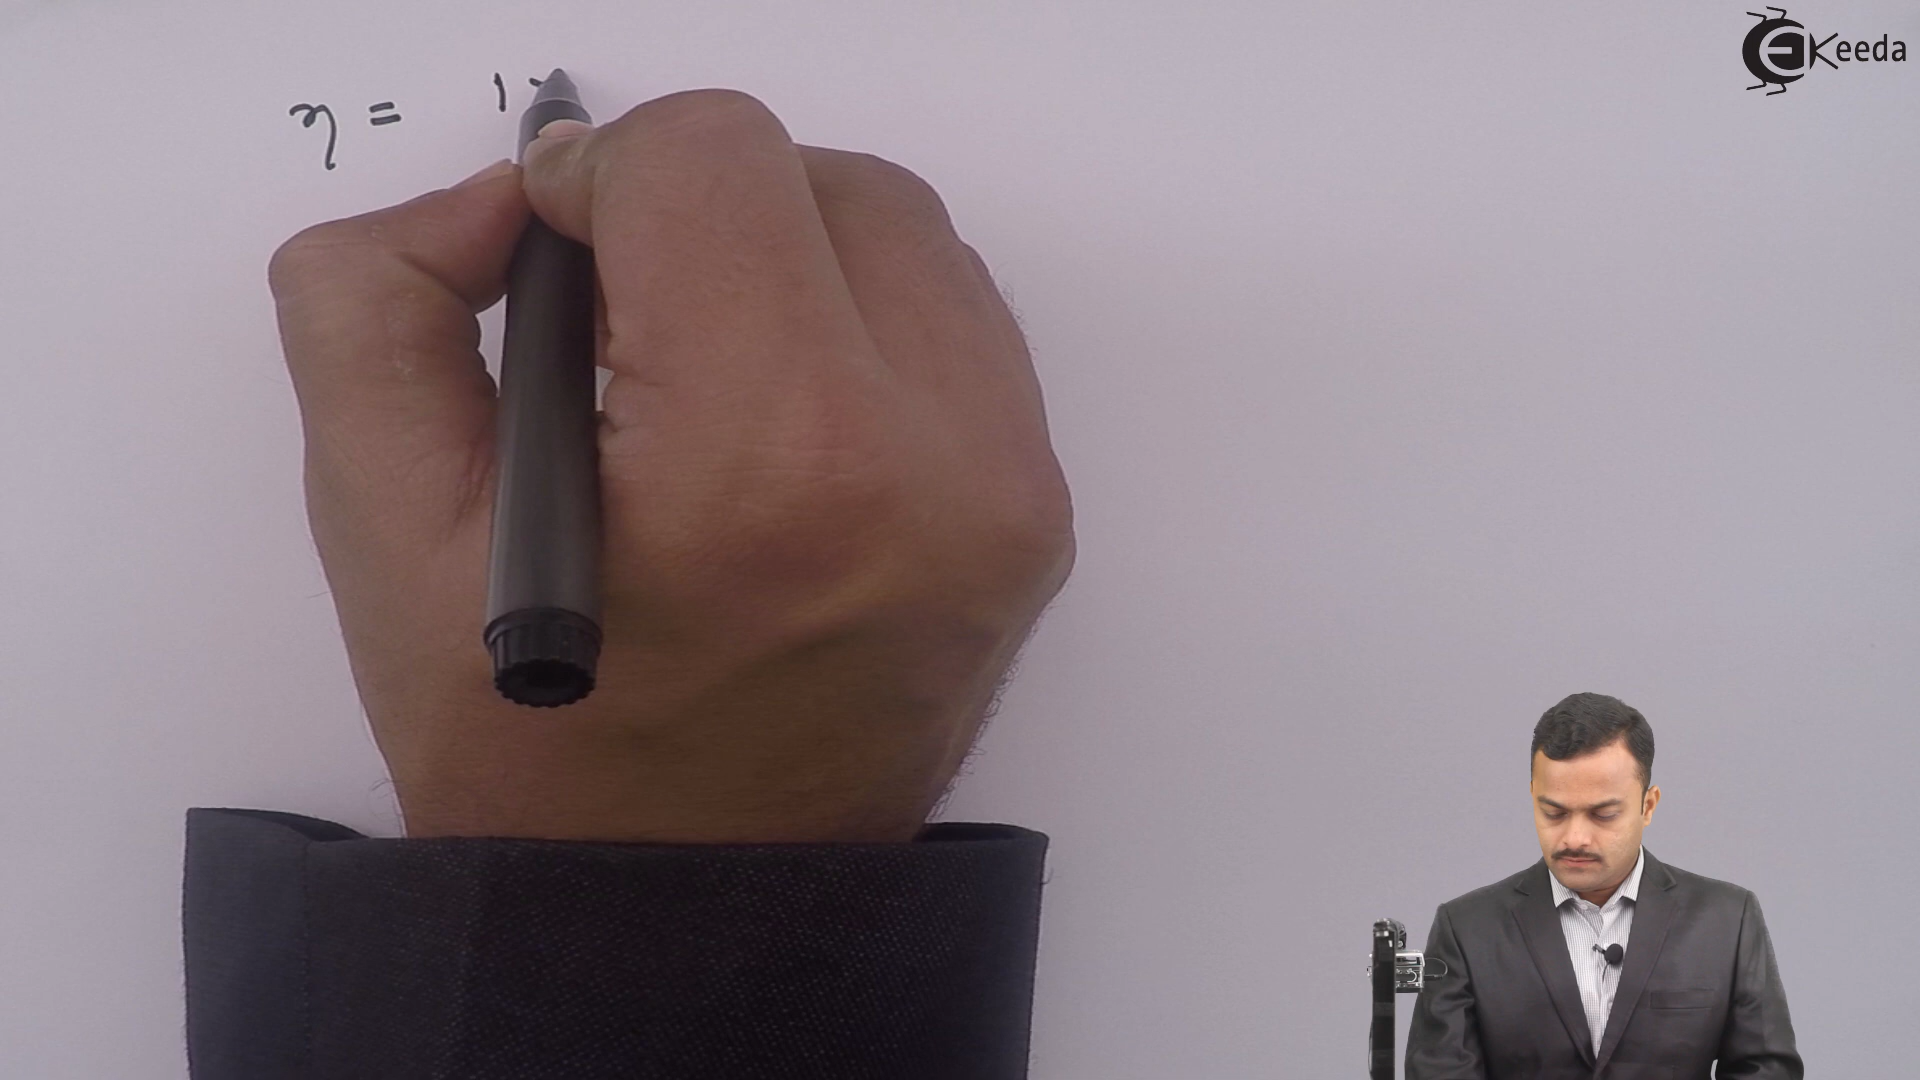 Keeda
η = 1 -